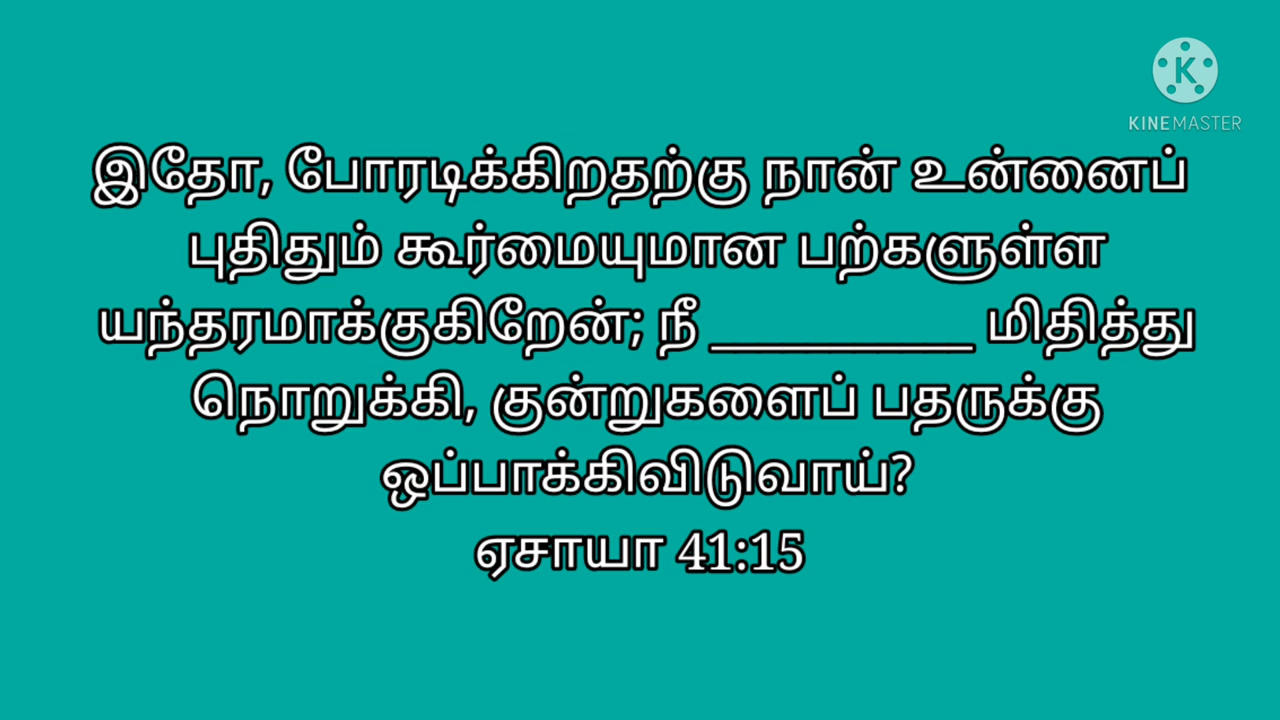 KINEMASTER
இதோ, போரடிக்கிறதற்கு நான் உன்னைப்
புதிதும் கூர்மையுமான பற்களுள்ள
யந்தரமாக்குகிறேன்; நீ __________ மிதித்து
நொறுக்கி, குன்றுகளைப் பதருக்கு
ஒப்பாக்கிவிடுவாய்?
ஏசாயா 41:15